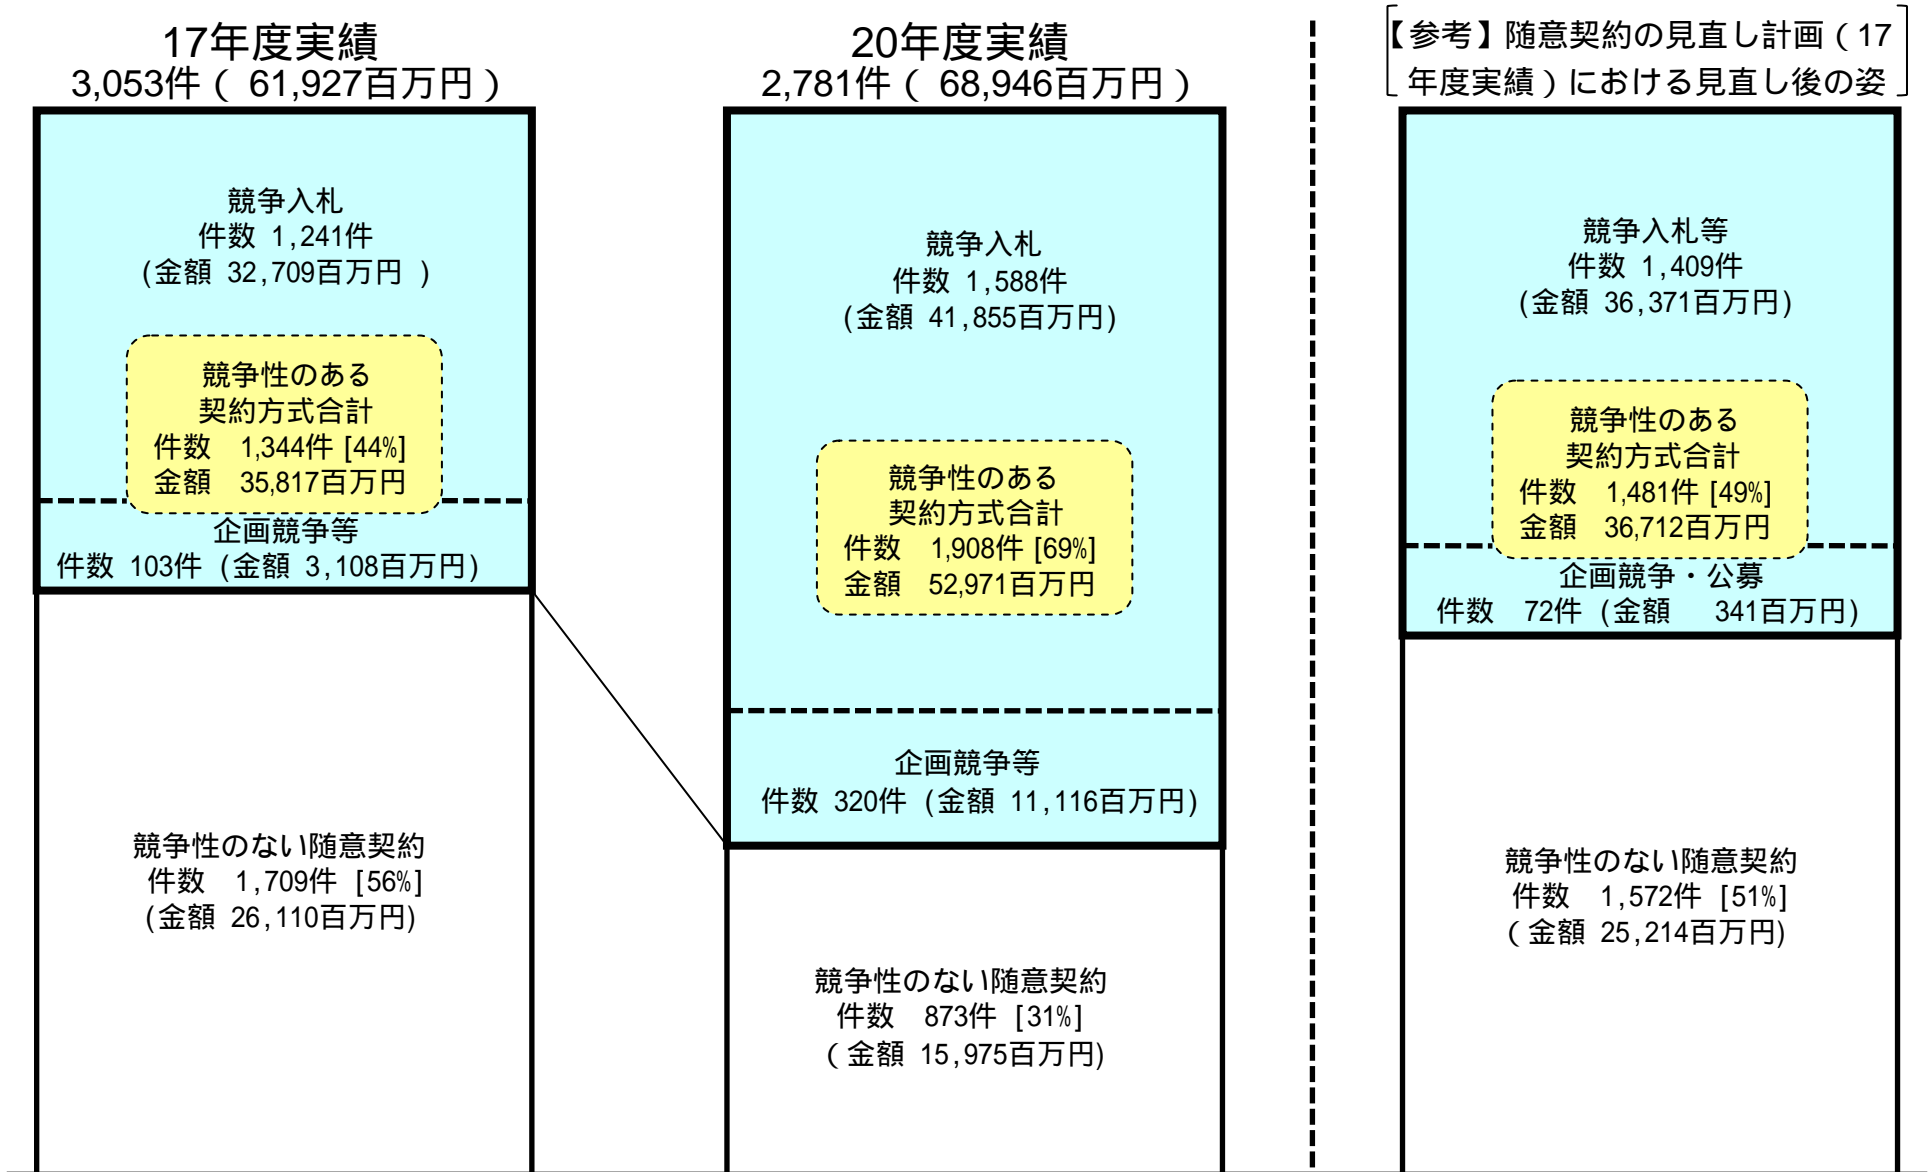 17年度実績
3,053件（ 61,927百万円）
競争入札
件数 1,241件
(金額 32,709百万円 )
競争性のある
契約方式合計
件数 1,344件 [44%]
金額 35,817百万円
企画競争等
件数 103件 (金額 3,108百万円)
競争性のない随意契約
件数 1,709件 [56%]
(金額 26,110百万円)
20年度実績
2,781件（ 68,946百万円）
競争入札
件数 1,588件
(金額 41,855百万円)
競争性のある
契約方式合計
件数 1,908件 [69%]
金額 52,971百万円
企画競争等
件数 320件 (金額 11,116百万円)
競争性のない随意契約
件数 873件 [31%]
（金額 15,975百万円)
【参考】随意契約の見直し計画（17
年度実績）における見直し後の姿
競争入札等
件数 1,409件
(金額 36,371百万円)
競争性のある
契約方式合計
件数 1,481件 [49%]
金額 36,712百万円
企画競争・公募
件数 72件 (金額 341百万円)
競争性のない随意契約
件数 1,572件 [51%]
（金額 25,214百万円)